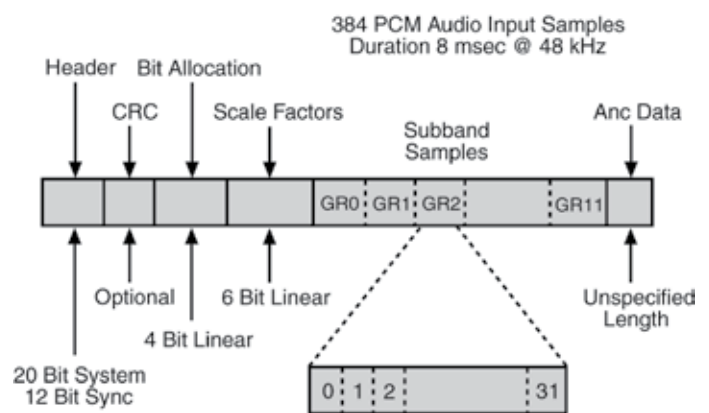 384 PCM Audio Input Samples
Duration 8 msec @ 48 kHz
Header
Bit Allocation
CRC
Scale Factors
Subband
Samples
Anc Data
GR0
GR1
GR2
GR11
Optional
6 Bit Linear
Unspecified
Length
4 Bit Linear
20 Bit System
12 Bit Sync
0
1
2
31